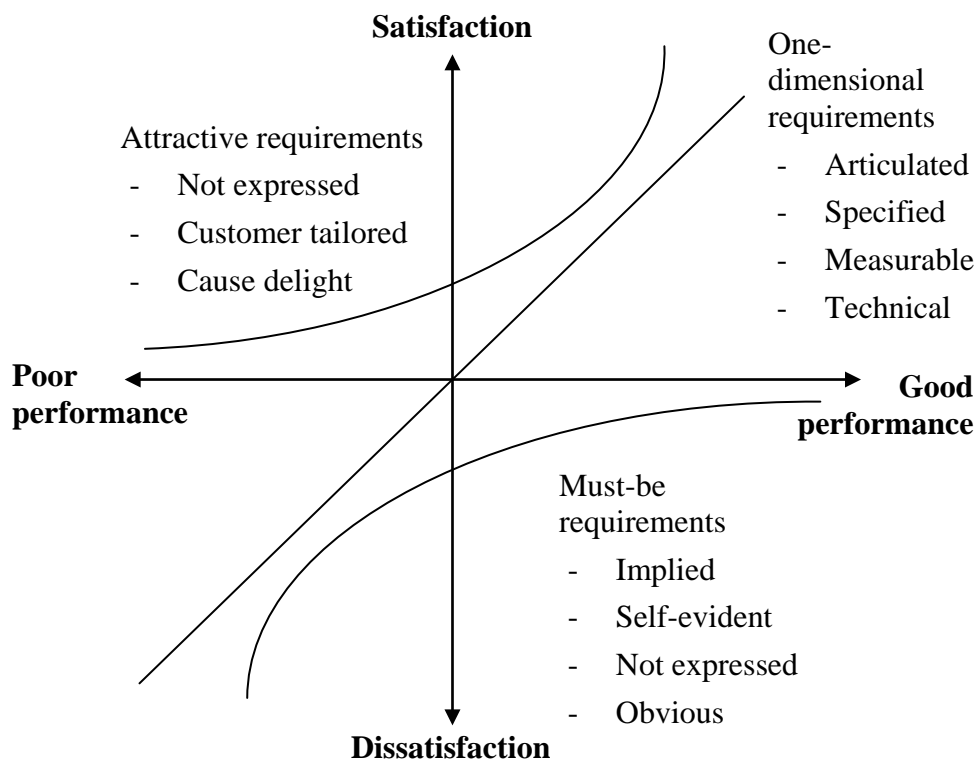 Satisfaction
One-
dimensional
requirements
- Articulated
- Specified
- Measurable
- Technical
Attractive requirements
- Not expressed
- Customer tailored
- Cause delight
Poor
performance
Good
performance
Must-be
requirements
- Implied
- Self-evident
- Not expressed
- Obvious
Dissatisfaction